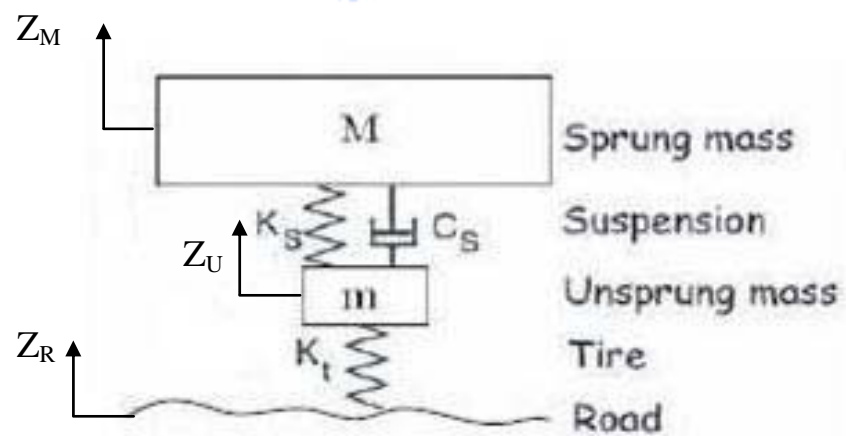 Z_M
M
Sprung mass
K_S
C_S
Suspension
Z_U
m
Unsprung mass
K_t
Tire
Z_R
Road